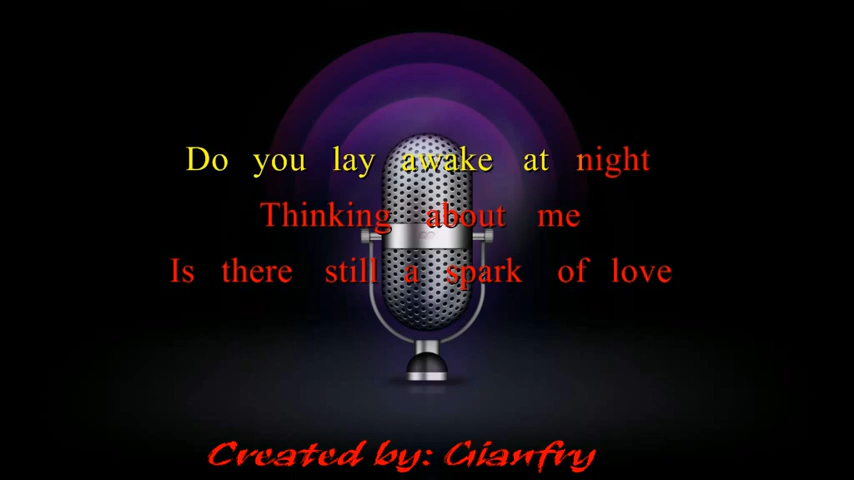 Do you lay awake at night
Thinking about me
Is there still a spark of love
Created by: Gianfry